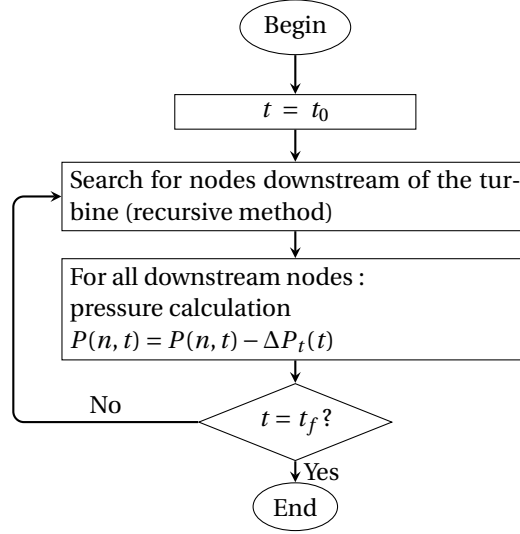 Begin
t = t₀
Search for nodes downstream of the tur-
bine (recursive method)
For all downstream nodes :
pressure calculation
P(n, t) = P(n, t) − ΔPₜ(t)
No
t = t_f ?
Yes
End